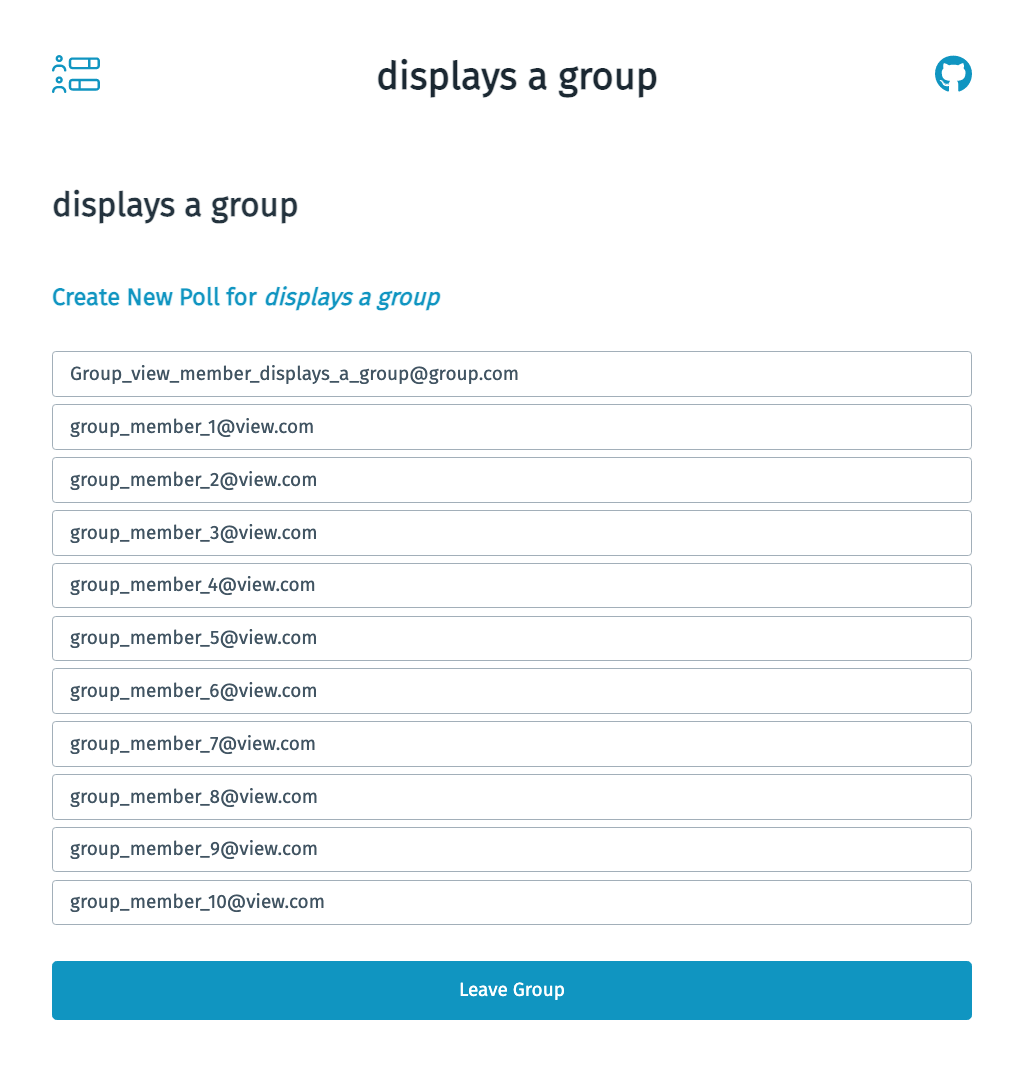 displays a group
displays a group
Create New Poll for displays a group
Group_view_member_displays_a_group@group.com
group_member_1@view.com
group_member_2@view.com
group_member_3@view.com
group_member_4@view.com
group_member_5@view.com
group_member_6@view.com
group_member_7@view.com
group_member_8@view.com
group_member_9@view.com
group_member_10@view.com
Leave Group